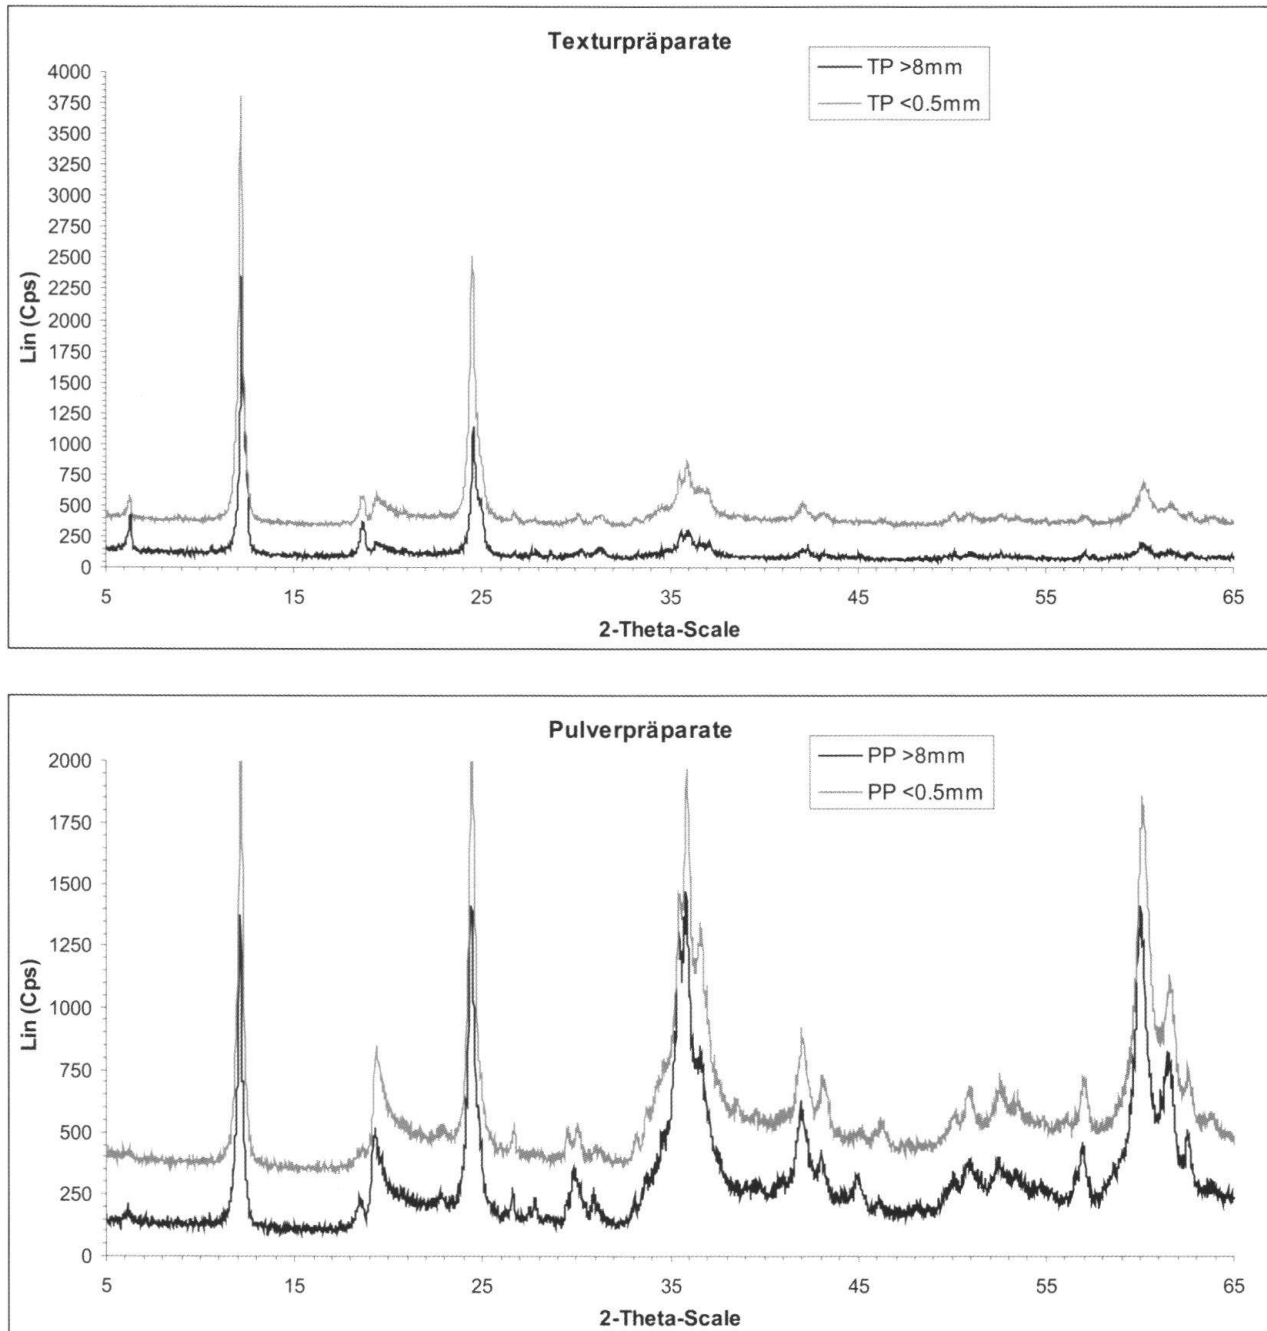 Texturpräparate
TP >8mm
TP <0.5mm
Lin (Cps)
4000
3750
3500
3250
3000
2750
2500
2250
2000
1750
1500
1250
1000
750
500
250
0
5 15 25 35 45 55 65
2-Theta-Scale
Pulverpräparate
PP >8mm
PP <0.5mm
Lin (Cps)
2000
1750
1500
1250
1000
750
500
250
0
5 15 25 35 45 55 65
2-Theta-Scale